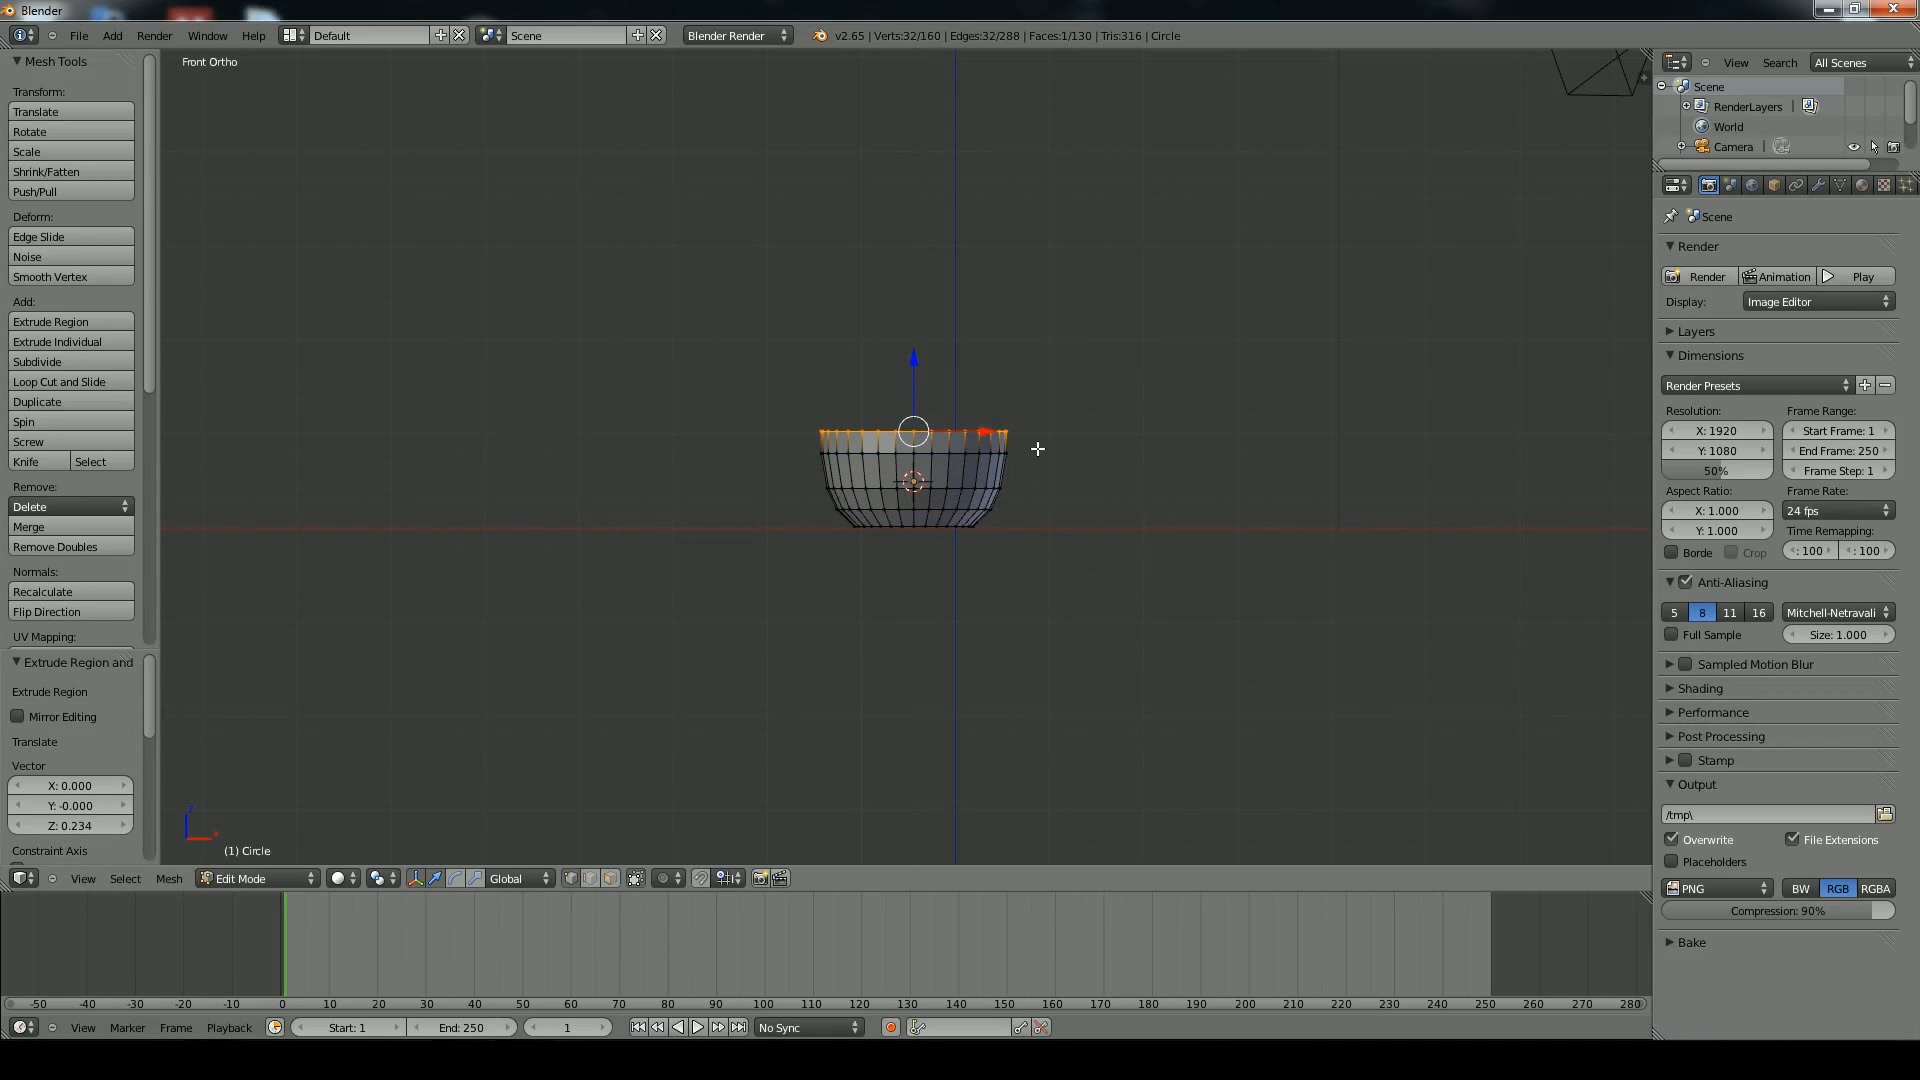 Blender
File Add Render Window Help Default Scene Blender Render v2.65 | Verts:32/160 | Edges:32/288 | Faces:1/130 | Tris:316 | Circle
Mesh Tools
Transform:
Translate
Rotate
Scale
Shrink/Fatten
Push/Pull
Deform:
Edge Slide
Noise
Smooth Vertex
Add:
Extrude Region
Extrude Individual
Subdivide
Loop Cut and Slide
Duplicate
Spin
Screw
Knife Select
Remove:
Delete
Merge
Remove Doubles
Normals:
Recalculate
Flip Direction
UV Mapping:
Extrude Region and
Extrude Region
Mirror Editing
Translate
Vector
X: 0.000
Y: -0.000
Z: 0.234
Constraint Axis
Front Ortho
(1) Circle
View Select Mesh Edit Mode Global
View Search All Scenes
Scene
RenderLayers |
World
Camera |
Scene
Render
Render Animation Play
Display: Image Editor
Layers
Dimensions
Render Presets
Resolution: Frame Range:
X: 1920 Start Frame: 1
Y: 1080 End Frame: 250
50% Frame Step: 1
Aspect Ratio: Frame Rate:
X: 1.000 24 fps
Y: 1.000 Time Remapping:
Borde Crop : 100 : 100
Anti-Aliasing
5 8 11 16 Mitchell-Netravali
Full Sample Size: 1.000
Sampled Motion Blur
Shading
Performance
Post Processing
Stamp
Output
/tmp\
Overwrite File Extensions
Placeholders
PNG BW RGB RGBA
Compression: 90%
Bake
-50 -40 -30 -20 -10 0 10 20 30 40 50 60 70 80 90 100 110 120 130 140 150 160 170 180 190 200 210 220 230 240 250 260 270 280
View Marker Frame Playback Start: 1 End: 250 1 No Sync